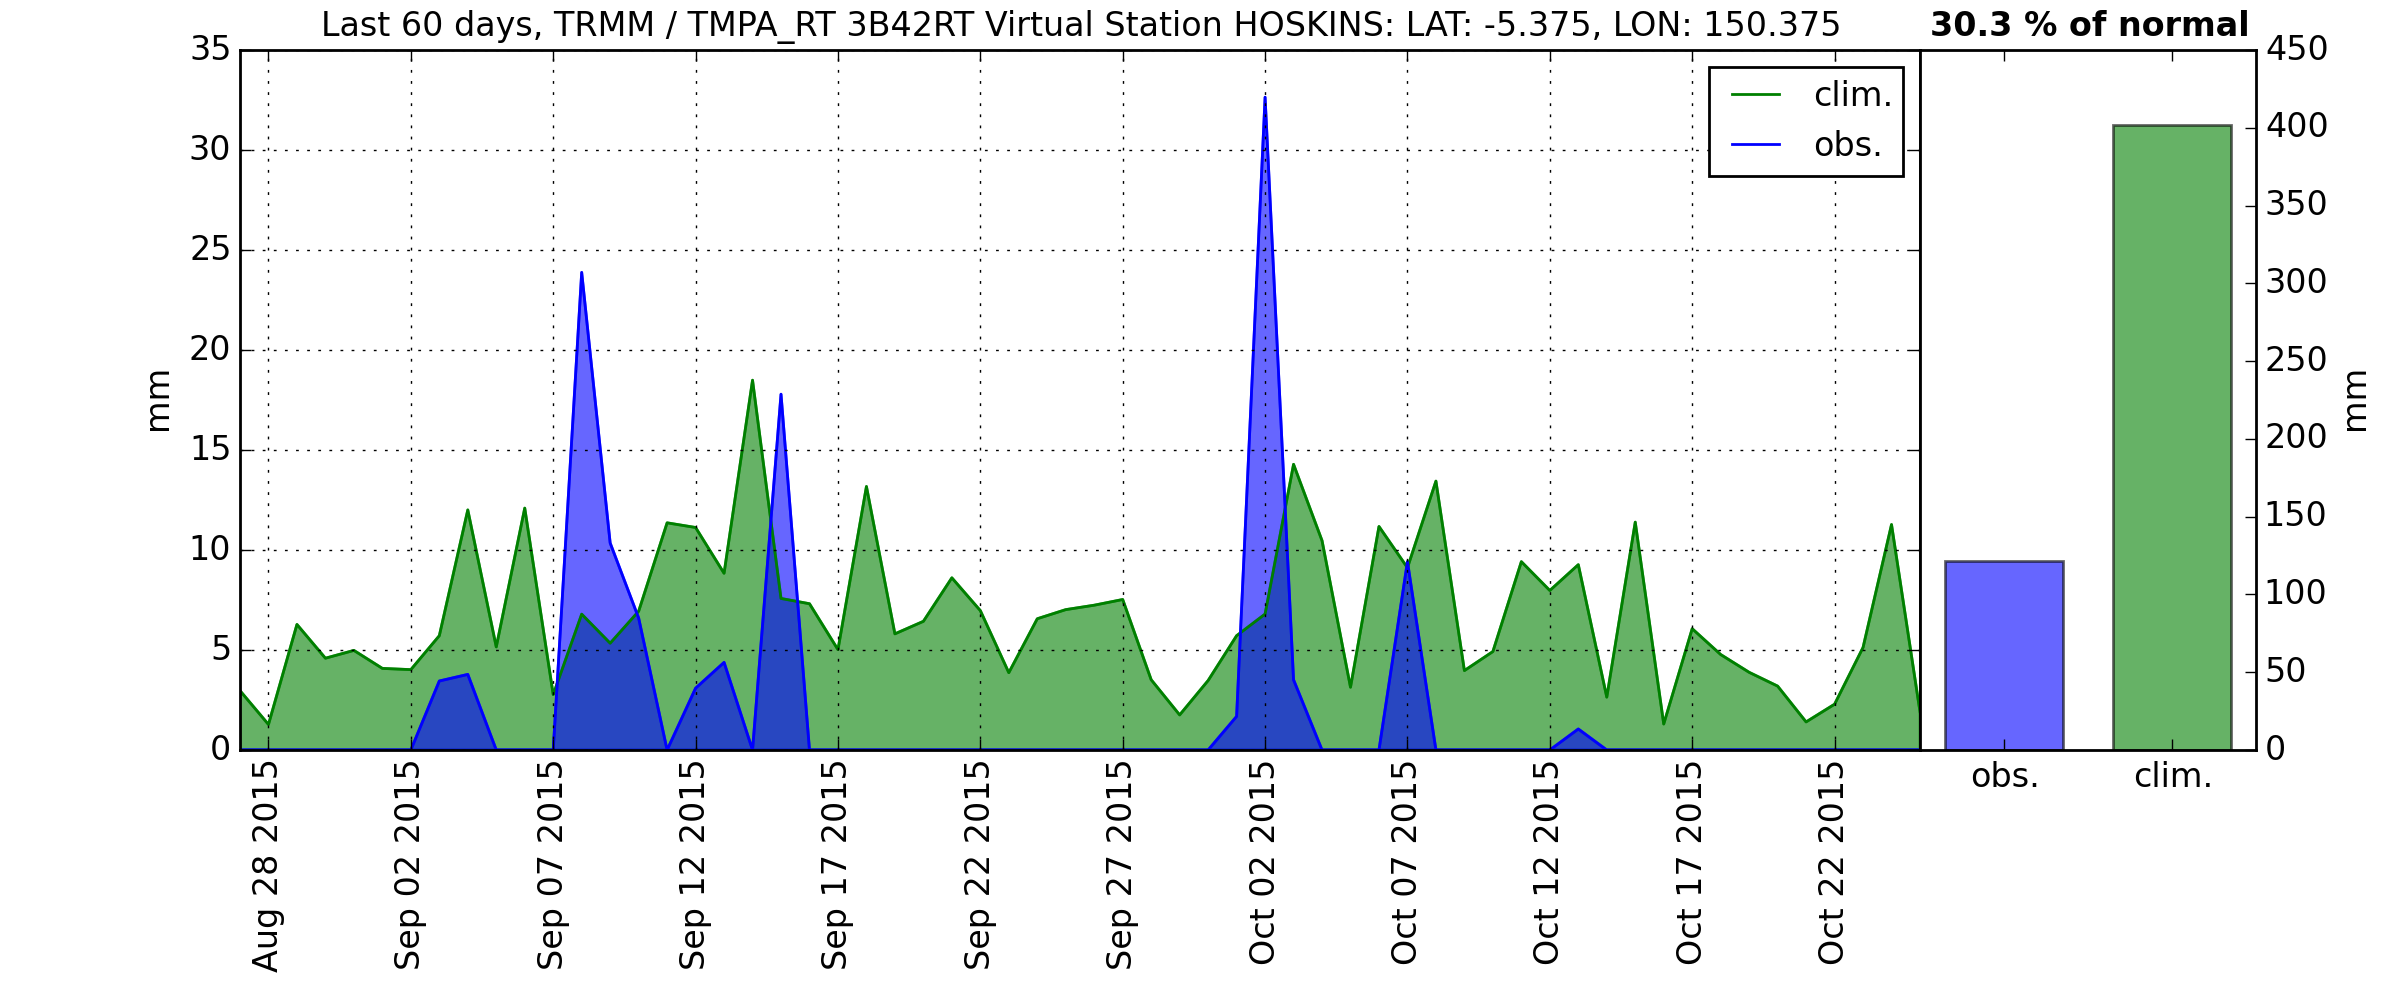 Last 60 days, TRMM / TMPA_RT 3B42RT Virtual Station HOSKINS: LAT: -5.375, LON: 150.375
30.3 % of normal
35
30
25
20
15
10
5
0
mm
clim.
obs.
450
400
350
300
250
200
150
100
50
0
mm
Aug 28 2015
Sep 02 2015
Sep 07 2015
Sep 12 2015
Sep 17 2015
Sep 22 2015
Sep 27 2015
Oct 02 2015
Oct 07 2015
Oct 12 2015
Oct 17 2015
Oct 22 2015
obs.
clim.